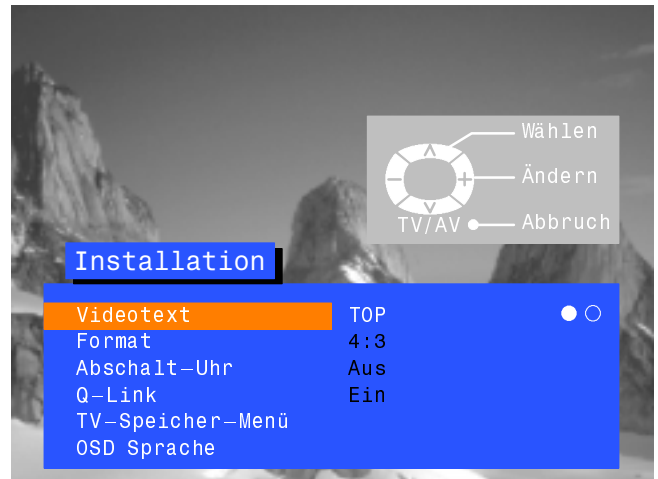 Wählen
Ändern
TV/AV Abbruch
Installation
Videotext TOP
Format 4:3
Abschalt–Uhr Aus
Q–Link Ein
TV–Speicher–Menü
OSD Sprache